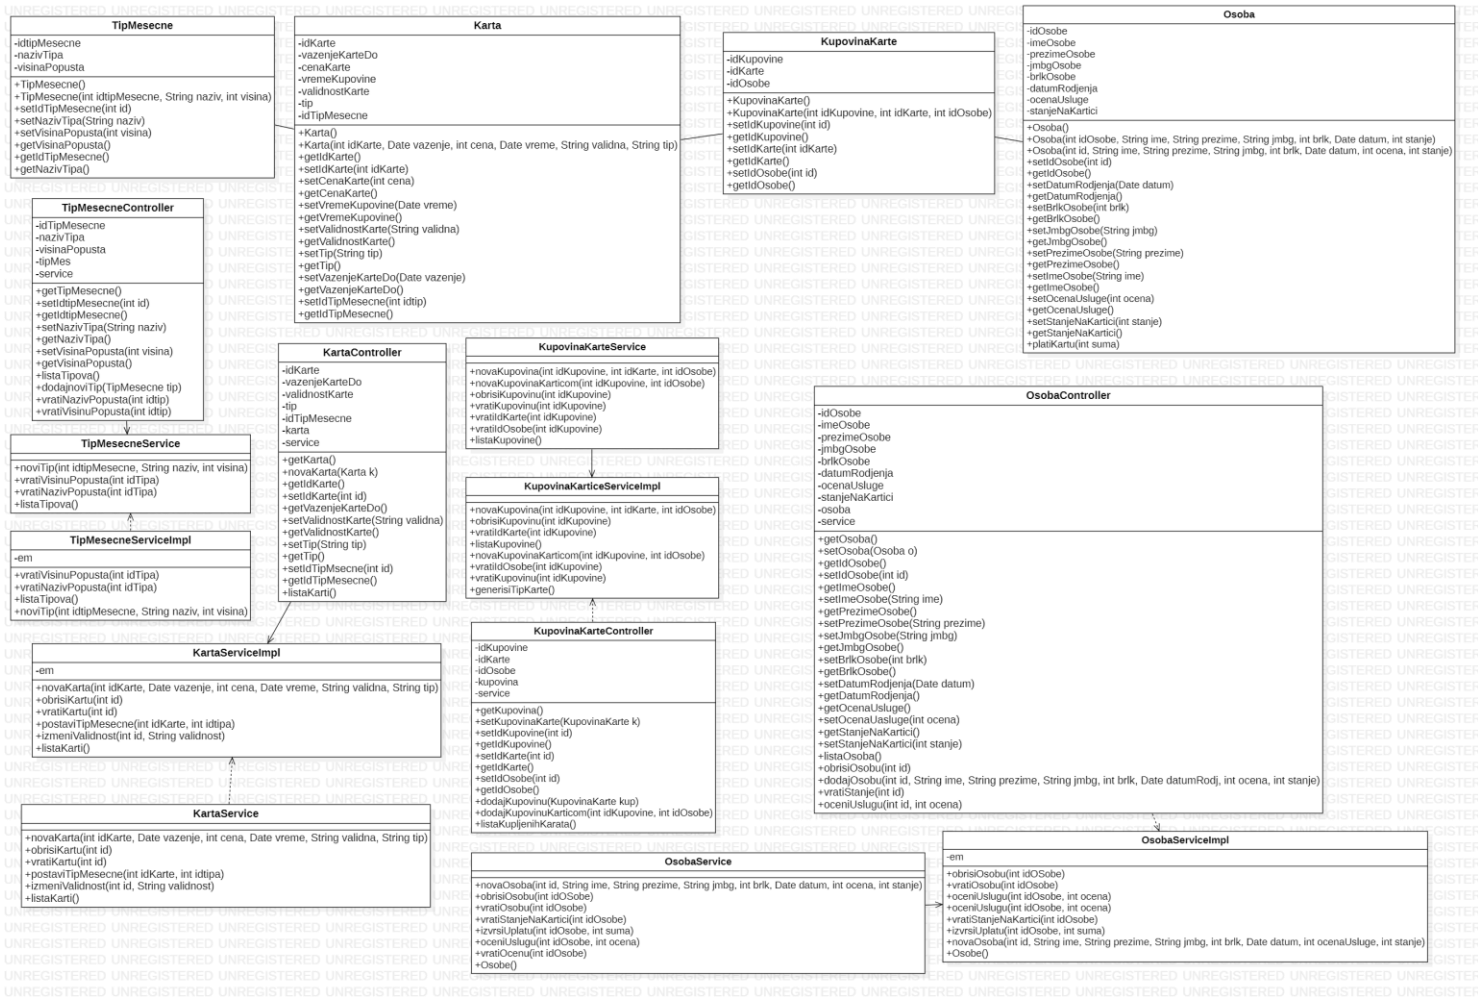 TipMesecne
-idtipMesecne
-nazivTipa
-visinaPopusta
+TipMesecne()
+TipMesecne(int idtipMesecne, String naziv, int visina)
+setIdTipMesecne(int id)
+setNazivTipa(String naziv)
+setVisinaPopusta(int visina)
+getVisinaPopusta()
+getIdTipMesecne()
+getNazivTipa()
Karta
-idKarte
-vazenjeKarteDo
-cenaKarte
-vremeKupovine
-validnostKarte
-tip
-idTipMesecne
+Karta()
+Karta(int idKarte, Date vazenje, int cena, Date vreme, String validna, String tip)
+getIdKarte()
+setIdKarte(int idKarte)
+setCenaKarte(int cena)
+getCenaKarte()
+setVremeKupovine(Date vreme)
+getVremeKupovine()
+setValidnostKarte(String validna)
+getValidnostKarte()
+setTip(String tip)
+getTip()
+setVazenjeKarteDo(Date vazenje)
+getVazenjeKarteDo()
+setIdTipMesecne(int idtip)
+getIdTipMesecne()
KupovinaKarte
-idKupovine
-idKarte
-idOsobe
+KupovinaKarte()
+KupovinaKarte(int idKupovine, int idKarte, int idOsobe)
+setIdKupovine(int id)
+getIdKupovine()
+setIdKarte(int idKarte)
+getIdKarte()
+setIdOsobe(int id)
+getIdOsobe()
Osoba
-idOsobe
-imeOsobe
-prezimeOsobe
-jmbgOsobe
-brlkOsobe
-datumRodjenja
-ocenaUsluge
-stanjeNaKartici
+Osoba()
+Osoba(int idOsobe, String ime, String prezime, String jmbg, int brlk, Date datum, int stanje)
+Osoba(int id, String ime, String prezime, String jmbg, int brlk, Date datum, int ocena, int stanje)
+setIdOsobe(int id)
+getIdOsobe()
+setDatumRodjenja(Date datum)
+getDatumRodjenja()
+setBrlkOsobe(int brlk)
+getBrlkOsobe()
+setJmbgOsobe(String jmbg)
+getJmbgOsobe()
+setPrezimeOsobe(String prezime)
+getPrezimeOsobe()
+setImeOsobe(String ime)
+getImeOsobe()
+setOcenaUsluge(int ocena)
+getOcenaUsluge()
+setStanjeNaKartici(int stanje)
+getStanjeNaKartici()
+platiKartu(int suma)
TipMesecneController
-idTipMesecne
-nazivTipa
-visinaPopusta
-tipMes
-service
+getTipMesecne()
+setIdtipMesecne(int id)
+getIdtipMesecne()
+setNazivTipa(String naziv)
+getNazivTipa()
+setVisinaPopusta(int visina)
+getVisinaPopusta()
+listaTipova()
+dodajnoviTip(TipMesecne tip)
+vratiNazivPopusta(int idtip)
+vratiVisinuPopusta(int idtip)
TipMesecneService
+noviTip(int idtipMesecne, String naziv, int visina)
+vratiVisinuPopusta(int idTipa)
+vratiNazivPopusta(int idTipa)
+listaTipova()
TipMesecneServiceImpl
-em
+vratiVisinuPopusta(int idTipa)
+vratiNazivPopusta(int idTipa)
+listaTipova()
+noviTip(int idtipMesecne, String naziv, int visina)
KartaController
-idKarte
-vazenjeKarteDo
-validnostKarte
-tip
-idTipMesecne
-karta
-service
+getKarta()
+novaKarta(Karta k)
+getIdKarte()
+setIdKarte(int id)
+getVazenjeKarteDo()
+setValidnostKarte(String validna)
+getValidnostKarte()
+setTip(String tip)
+getTip()
+setIdTipMsecne(int id)
+getIdTipMesecne()
+listaKarti()
KupovinaKarteService
+novaKupovina(int idKupovine, int idKarte, int idOsobe)
+novaKupovinaKarticom(int idKupovine, int idOsobe)
+obrisiKupovinu(int idKupovine)
+vratiKupovinu(int idKupovine)
+vratiIdKarte(int idKupovine)
+vratiIdOsobe(int idKupovine)
+listaKupovine()
KupovinaKarticeServiceImpl
+novaKupovina(int idKupovine, int idKarte, int idOsobe)
+obrisiKupovinu(int idKupovine)
+vratiIdKarte(int idKupovine)
+listaKupovine()
+novaKupovinaKarticom(int idKupovine, int idOsobe)
+vratiIdOsobe(int idKupovine)
+vratiKupovinu(int idKupovine)
+generisiTipKarte()
KartaServiceImpl
-em
+novaKarta(int idKarte, Date vazenje, int cena, Date vreme, String validna, String tip)
+obrisiKartu(int id)
+vratiKartu(int id)
+postaviTipMesecne(int idKarte, int idtipa)
+izmeniValidnost(int id, String validnost)
+listaKarti()
KartaService
+novaKarta(int idKarte, Date vazenje, int cena, Date vreme, String validna, String tip)
+obrisiKartu(int id)
+vratiKartu(int id)
+postaviTipMesecne(int idKarte, int idtipa)
+izmeniValidnost(int id, String validnost)
+listaKarti()
KupovinaKarteController
-idKupovine
-idKarte
-idOsobe
-kupovina
-service
+getKupovina()
+setKupovinaKarte(KupovinaKarte k)
+setIdKupovine(int id)
+getIdKupovine()
+setIdKarte(int id)
+getIdKarte()
+setIdOsobe(int id)
+getIdOsobe()
+dodajKupovinu(KupovinaKarte kup)
+dodajKupovinuKarticom(int idKupovine, int idOsobe)
+listaKupljenihKarata()
OsobaController
-idOsobe
-imeOsobe
-prezimeOsobe
-jmbgOsobe
-brlkOsobe
-datumRodjenja
-ocenaUsluge
-stanjeNaKartici
-osoba
-service
+getOsoba()
+setOsoba(Osoba o)
+getIdOsobe()
+setIdOsobe(int id)
+getImeOsobe()
+setImeOsobe(String ime)
+getPrezimeOsobe()
+setPrezimeOsobe(String prezime)
+setJmbgOsobe(String jmbg)
+getJmbgOsobe()
+setBrlkOsobe(int brlk)
+getBrlkOsobe()
+setDatumRodjenja(Date datum)
+getDatumRodjenja()
+getOcenaUsluge()
+setOcenaUasluge(int ocena)
+getStanjeNaKartici()
+setStanjeNaKartici(int stanje)
+listaOsoba()
+obrisiOsobu(int id)
+dodajOsobu(int id, String ime, String prezime, String jmbg, int brlk, Date datumRodj, int ocena, int stanje)
+vratiStanje(int id)
+oceniUslugu(int id, int ocena)
OsobaService
+novaOsoba(int id, String ime, String prezime, String jmbg, int brlk, Date datum, int ocena, int stanje)
+obrisiOsobu(int idOSobe)
+vratiOsobu(int idOsobe)
+vratiStanjeNaKartici(int idOsobe)
+izvrsiUplatu(int idOsobe, int suma)
+oceniUslugu(int idOsobe, int ocena)
+vratiOcenu(int idOsobe)
+Osobe()
OsobaServiceImpl
-em
+obrisiOsobu(int idOSobe)
+vratiOsobu(int idOsobe)
+oceniUslugu(int idOsobe, int ocena)
+oceniUslugu(int idOsobe, int ocena)
+vratiStanjeNaKartici(int idOsobe)
+izvrsiUplatu(int idOsobe, int suma)
+novaOsoba(int id, String ime, String prezime, String jmbg, int brlk, Date datum, int ocenaUsluge, int stanje)
+Osobe()